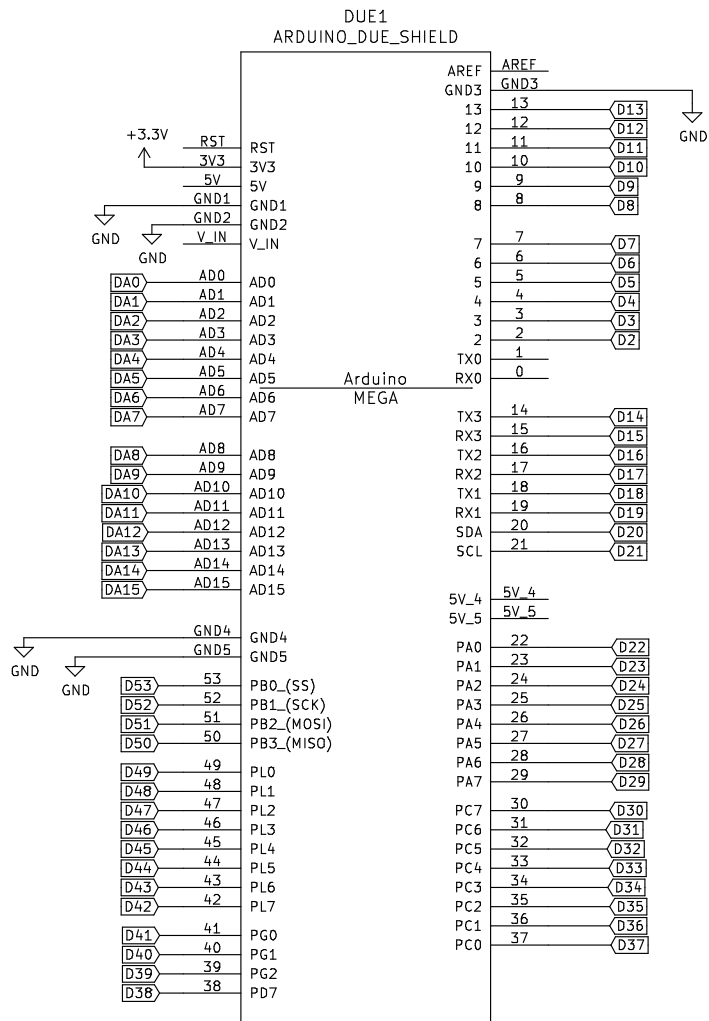 DUE1
ARDUINO_DUE_SHIELD
AREF AREF
GND3 GND3
GND
13 13 D13
12 12 D12
11 11 D11
10 10 D10
9 9 D9
8 8 D8
7 7 D7
6 6 D6
5 5 D5
4 4 D4
3 3 D3
2 2 D2
TX0 1
RX0 0
TX3 14 D14
RX3 15 D15
TX2 16 D16
RX2 17 D17
TX1 18 D18
RX1 19 D19
SDA 20 D20
SCL 21 D21
5V_4 5V_4
5V_5 5V_5
PA0 22 D22
PA1 23 D23
PA2 24 D24
PA3 25 D25
PA4 26 D26
PA5 27 D27
PA6 28 D28
PA7 29 D29
PC7 30 D30
PC6 31 D31
PC5 32 D32
PC4 33 D33
PC3 34 D34
PC2 35 D35
PC1 36 D36
PC0 37 D37
+3.3V
RST RST
3V3 3V3
5V 5V
GND1 GND1
GND
GND2 GND2
GND
V_IN V_IN
DA0 AD0 AD0
DA1 AD1 AD1
DA2 AD2 AD2
DA3 AD3 AD3
DA4 AD4 AD4
DA5 AD5 AD5
DA6 AD6 AD6
DA7 AD7 AD7
Arduino
MEGA
DA8 AD8 AD8
DA9 AD9 AD9
DA10 AD10 AD10
DA11 AD11 AD11
DA12 AD12 AD12
DA13 AD13 AD13
DA14 AD14 AD14
DA15 AD15 AD15
GND4 GND4
GND
GND5 GND5
GND
D53 53 PB0_(SS)
D52 52 PB1_(SCK)
D51 51 PB2_(MOSI)
D50 50 PB3_(MISO)
D49 49 PL0
D48 48 PL1
D47 47 PL2
D46 46 PL3
D45 45 PL4
D44 44 PL5
D43 43 PL6
D42 42 PL7
D41 41 PG0
D40 40 PG1
D39 39 PG2
D38 38 PD7